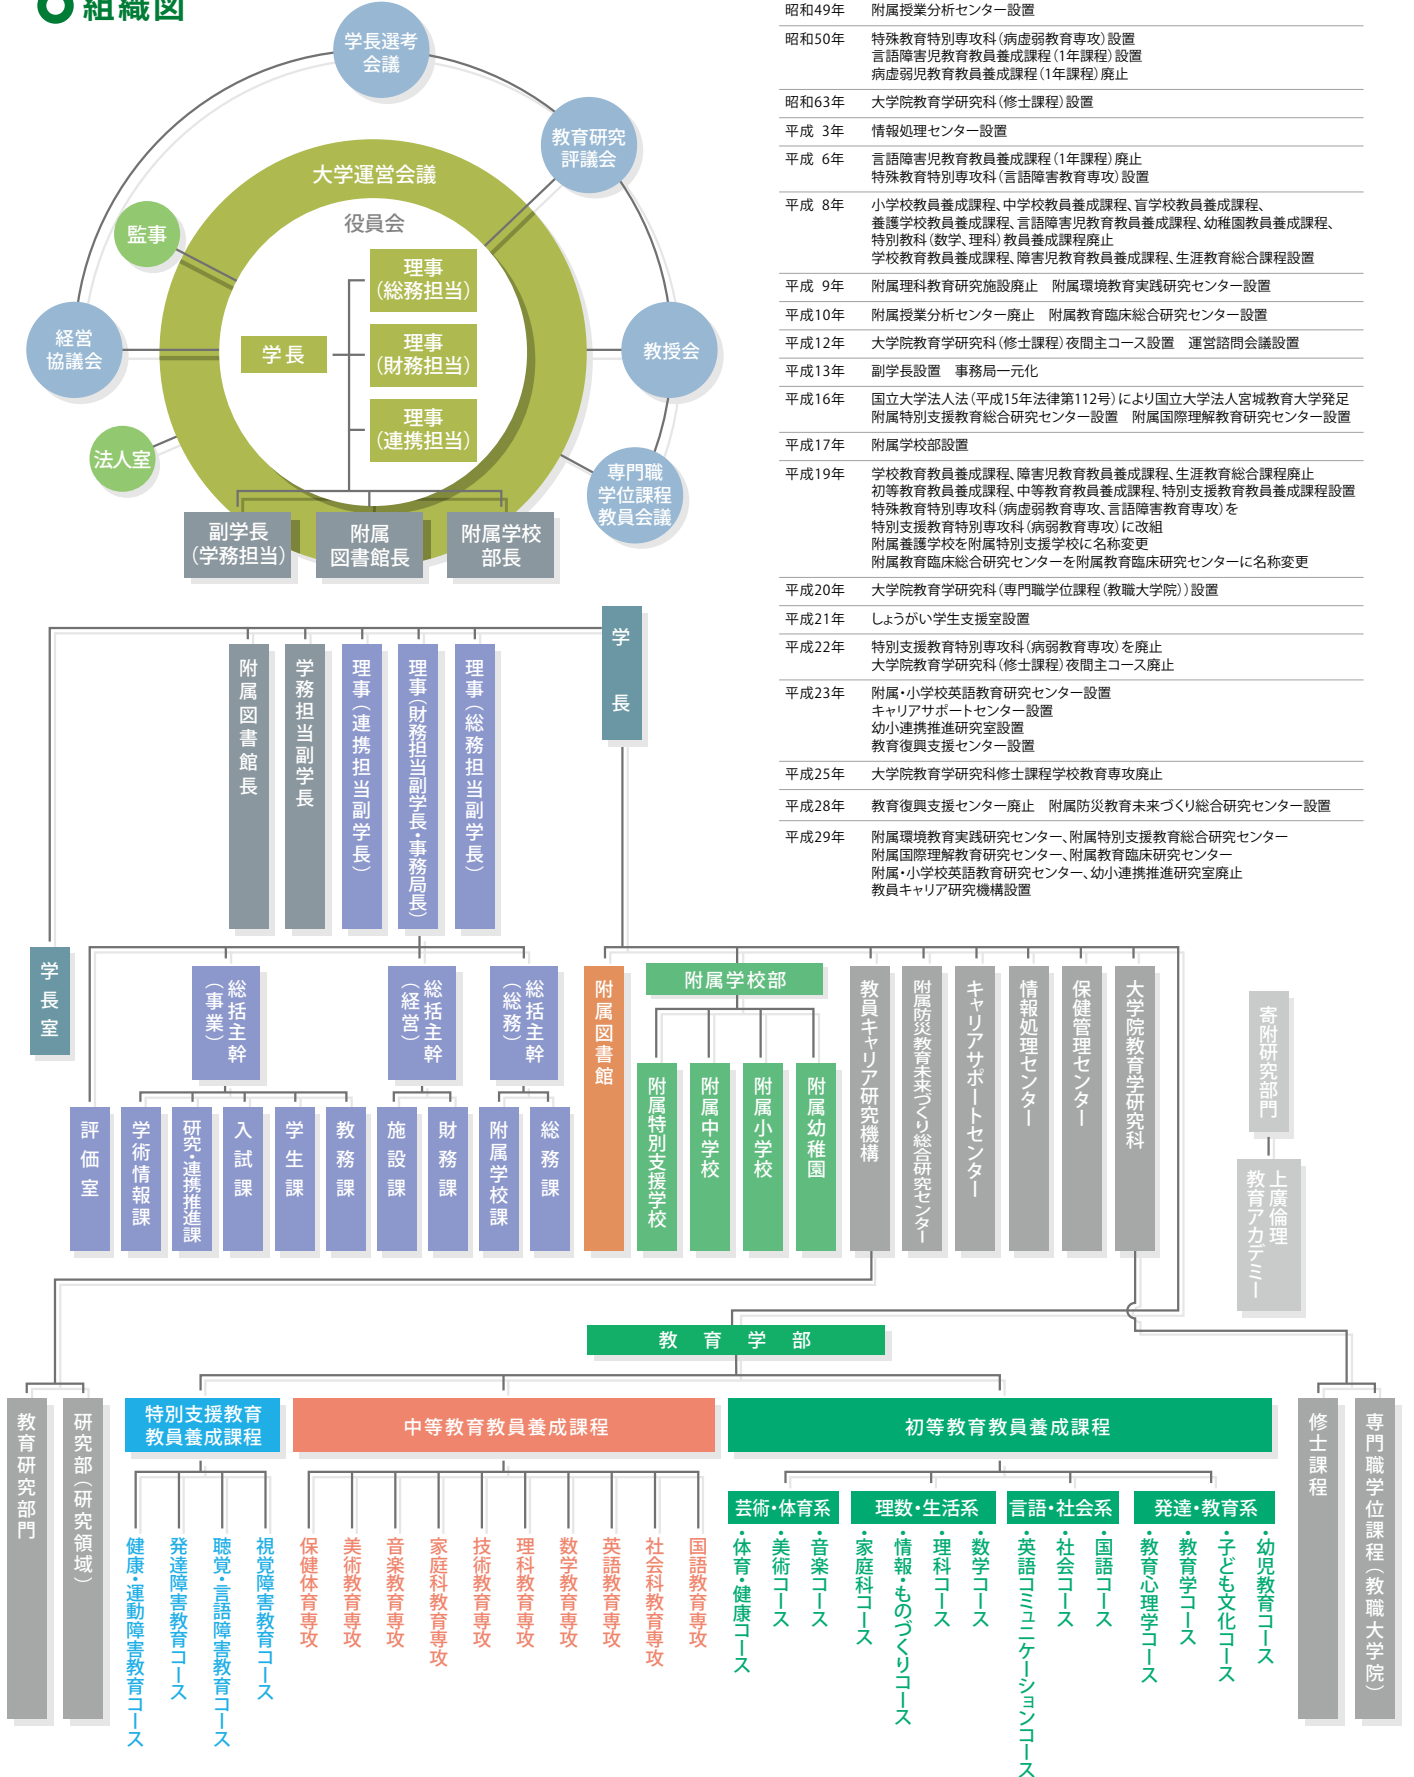 組織図
学長選考
会議
教育研究
評議会
大学運営会議
役員会
監事
理事
(総務担当)
経営
協議会
学長
理事
(財務担当)
教授会
理事
(連携担当)
法人室
専門職
学位課程
教員会議
副学長
(学務担当)
附属
図書館長
附属学校
部長
昭和49年 附属授業分析センター設置
昭和50年 特殊教育特別専攻科(病虚弱教育専攻)設置
言語障害児教育教員養成課程(1年課程)設置
病虚弱児教育教員養成課程(1年課程)廃止
昭和63年 大学院教育学研究科(修士課程)設置
平成 3年 情報処理センター設置
平成 6年 言語障害児教育教員養成課程(1年課程)廃止
特殊教育特別専攻科(言語障害教育専攻)設置
平成 8年 小学校教員養成課程、中学校教員養成課程、盲学校教員養成課程、
養護学校教員養成課程、言語障害児教育教員養成課程、幼稚園教員養成課程、
特別教科(数学、理科)教員養成課程廃止
学校教育教員養成課程、障害児教育教員養成課程、生涯教育総合課程設置
平成 9年 附属理科教育研究施設廃止 附属環境教育実践研究センター設置
平成10年 附属授業分析センター廃止 附属教育臨床総合研究センター設置
平成12年 大学院教育学研究科(修士課程)夜間主コース設置 運営諮問会議設置
平成13年 副学長設置 事務局一元化
平成16年 国立大学法人法(平成15年法律第112号)により国立大学法人宮城教育大学発足
附属特別支援教育総合研究センター設置 附属国際理解教育研究センター設置
平成17年 附属学校部設置
平成19年 学校教育教員養成課程、障害児教育教員養成課程、生涯教育総合課程廃止
初等教育教員養成課程、中等教育教員養成課程、特別支援教育教員養成課程設置
特殊教育特別専攻科(病虚弱教育専攻、言語障害教育専攻)を
特別支援教育特別専攻科(病弱教育専攻)に改組
附属養護学校を附属特別支援学校に名称変更
附属教育臨床総合研究センターを附属教育臨床研究センターに名称変更
平成20年 大学院教育学研究科(専門職学位課程(教職大学院))設置
平成21年 しょうがい学生支援室設置
平成22年 特別支援教育特別専攻科(病弱教育専攻)を廃止
大学院教育学研究科(修士課程)夜間主コース廃止
平成23年 附属・小学校英語教育研究センター設置
キャリアサポートセンター設置
幼小連携推進研究室設置
教育復興支援センター設置
平成25年 大学院教育学研究科修士課程学校教育専攻廃止
平成28年 教育復興支援センター廃止 附属防災教育未来づくり総合研究センター設置
平成29年 附属環境教育実践研究センター、附属特別支援教育総合研究センター
附属国際理解教育研究センター、附属教育臨床研究センター
附属・小学校英語教育研究センター、幼小連携推進研究室廃止
教員キャリア研究機構設置
学長
理事(総務担当副学長)
理事(財務担当副学長・事務局長)
理事(連携担当副学長)
学務担当副学長
附属図書館長
学長室
総括主幹
(事業)
総括主幹
(経営)
総括主幹
(総務)
評価室
学術情報課
研究・連携推進課
入試課
学生課
教務課
施設課
財務課
附属学校課
総務課
附属図書館
附属学校部
附属特別支援学校
附属中学校
附属小学校
附属幼稚園
教員キャリア研究機構
附属防災教育未来づくり総合研究センター
キャリアサポートセンター
情報処理センター
保健管理センター
大学院教育学研究科
寄附研究部門
上廣倫理
教育アカデミー
教育学部
教育研究部門
研究部(研究領域)
特別支援教育
教員養成課程
健康・運動障害教育コース
発達障害教育コース
聴覚・言語障害教育コース
視覚障害教育コース
中等教育教員養成課程
保健体育専攻
美術教育専攻
音楽教育専攻
家庭科教育専攻
技術教育専攻
理科教育専攻
数学教育専攻
英語教育専攻
社会科教育専攻
国語教育専攻
初等教育教員養成課程
芸術・体育系
・体育・健康コース
・美術コース
・音楽コース
理数・生活系
・家庭科コース
・情報・ものづくりコース
・理科コース
・数学コース
言語・社会系
・英語コミュニケーションコース
・社会コース
・国語コース
発達・教育系
・教育心理学コース
・教育学コース
・子ども文化コース
・幼児教育コース
修士課程
専門職学位課程(教職大学院)